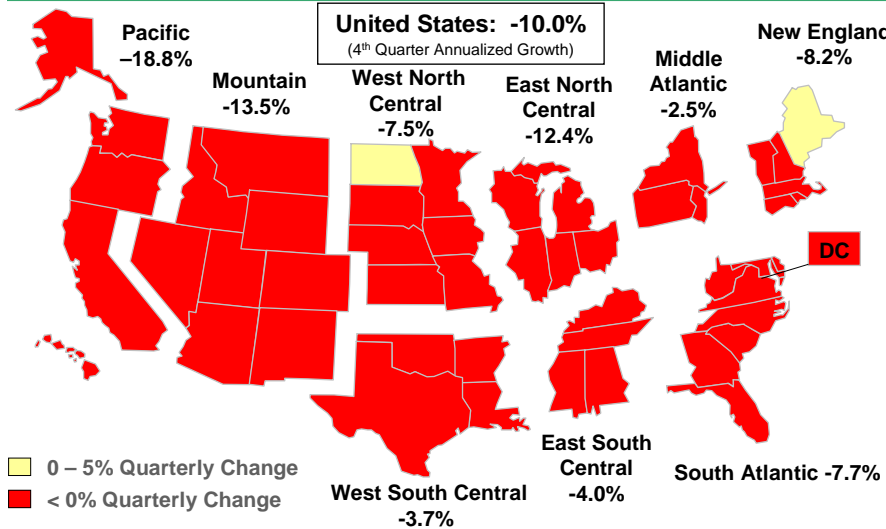 United States: -10.0%
(4th Quarter Annualized Growth)
Pacific
–18.8%
Mountain
-13.5%
West North
Central
-7.5%
East North
Central
-12.4%
Middle
Atlantic
-2.5%
New England
-8.2%
DC
0 – 5% Quarterly Change
< 0% Quarterly Change
West South Central
-3.7%
East South
Central
-4.0%
South Atlantic -7.7%